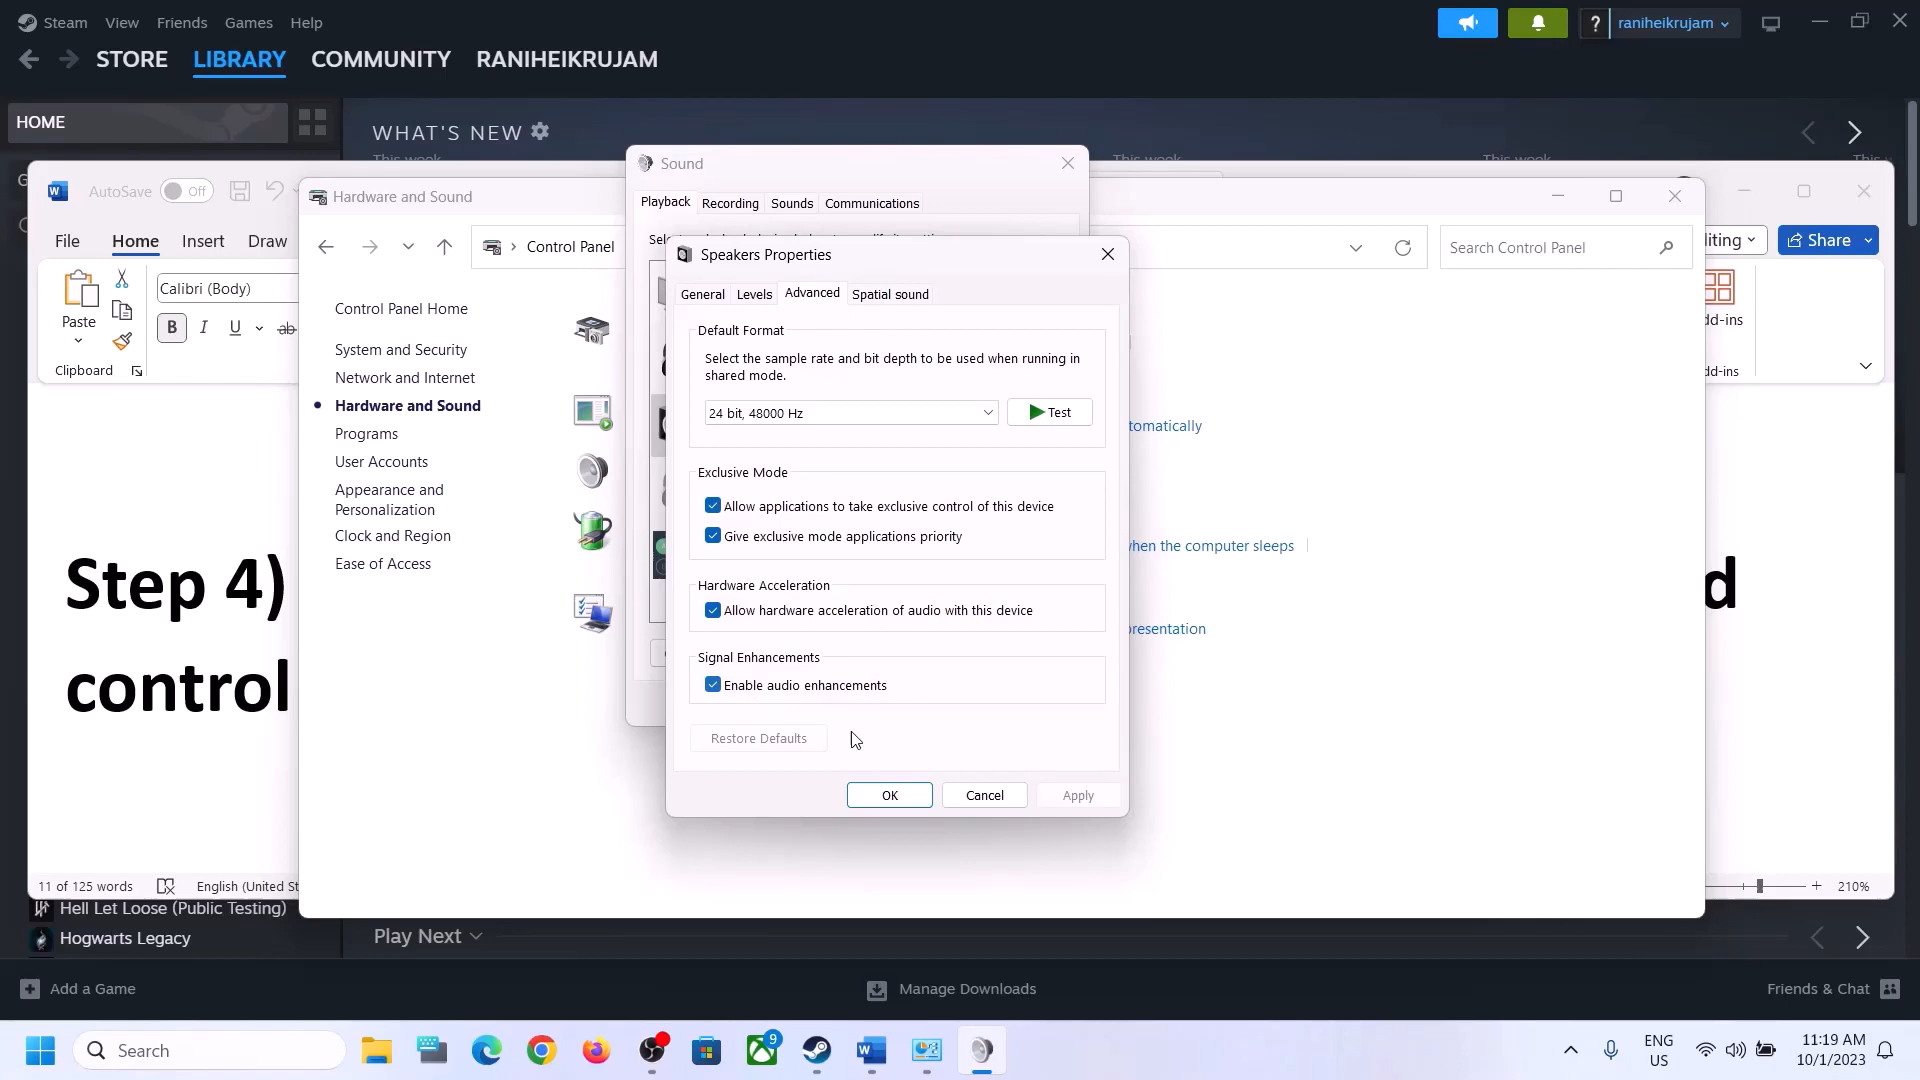 Steam View Friends Games Help
? raniheikrujam
STORE LIBRARY COMMUNITY RANIHEIKRUJAM
HOME
WHAT'S NEW
This week This week This week
Sound
AutoSave Off
Hardware and Sound
Playback Recording Sounds Communications
File Home Insert Draw
Control Panel
Search Control Panel
Share
Speakers Properties
Calibri (Body)
General Levels Advanced Spatial sound
Paste
B I U ab
Clipboard
Control Panel Home
System and Security
Network and Internet
Hardware and Sound
Programs
User Accounts
Appearance and
Personalization
Clock and Region
Ease of Access
Default Format
Select the sample rate and bit depth to be used when running in
shared mode.
24 bit, 48000 Hz Test
Exclusive Mode
Allow applications to take exclusive control of this device
Give exclusive mode applications priority
Hardware Acceleration
Allow hardware acceleration of audio with this device
Signal Enhancements
Enable audio enhancements
Restore Defaults
OK Cancel Apply
dd-ins
dd-ins
tomatically
when the computer sleeps
presentation
Step 4) d
control
11 of 125 words English (United St
210%
Hell Let Loose (Public Testing)
Hogwarts Legacy
Play Next
Add a Game Manage Downloads Friends & Chat
Search
9
ENG
US
11:19 AM
10/1/2023